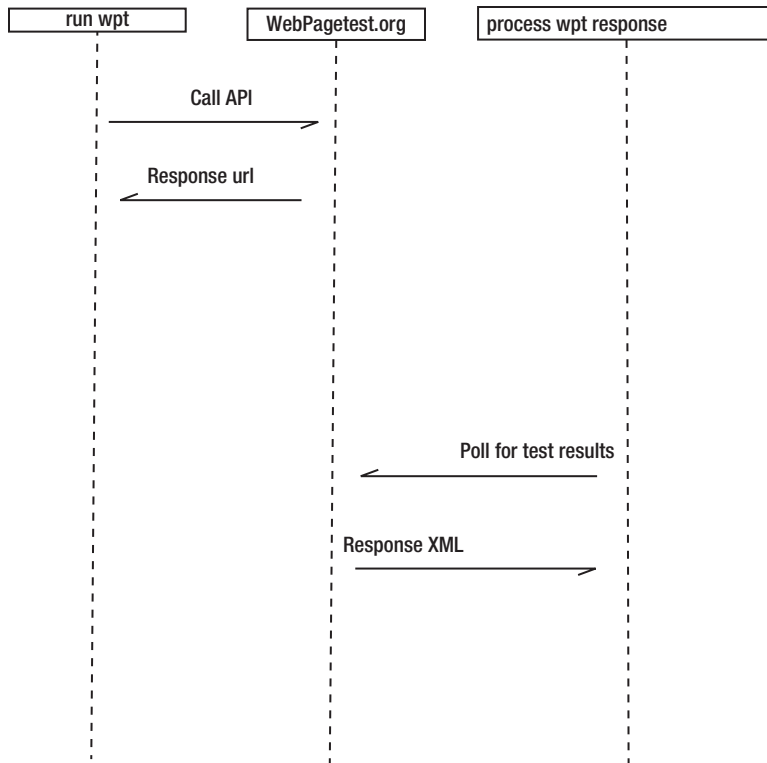 run wpt
WebPagetest.org
process wpt response
Call API
Response url
Poll for test results
Response XML